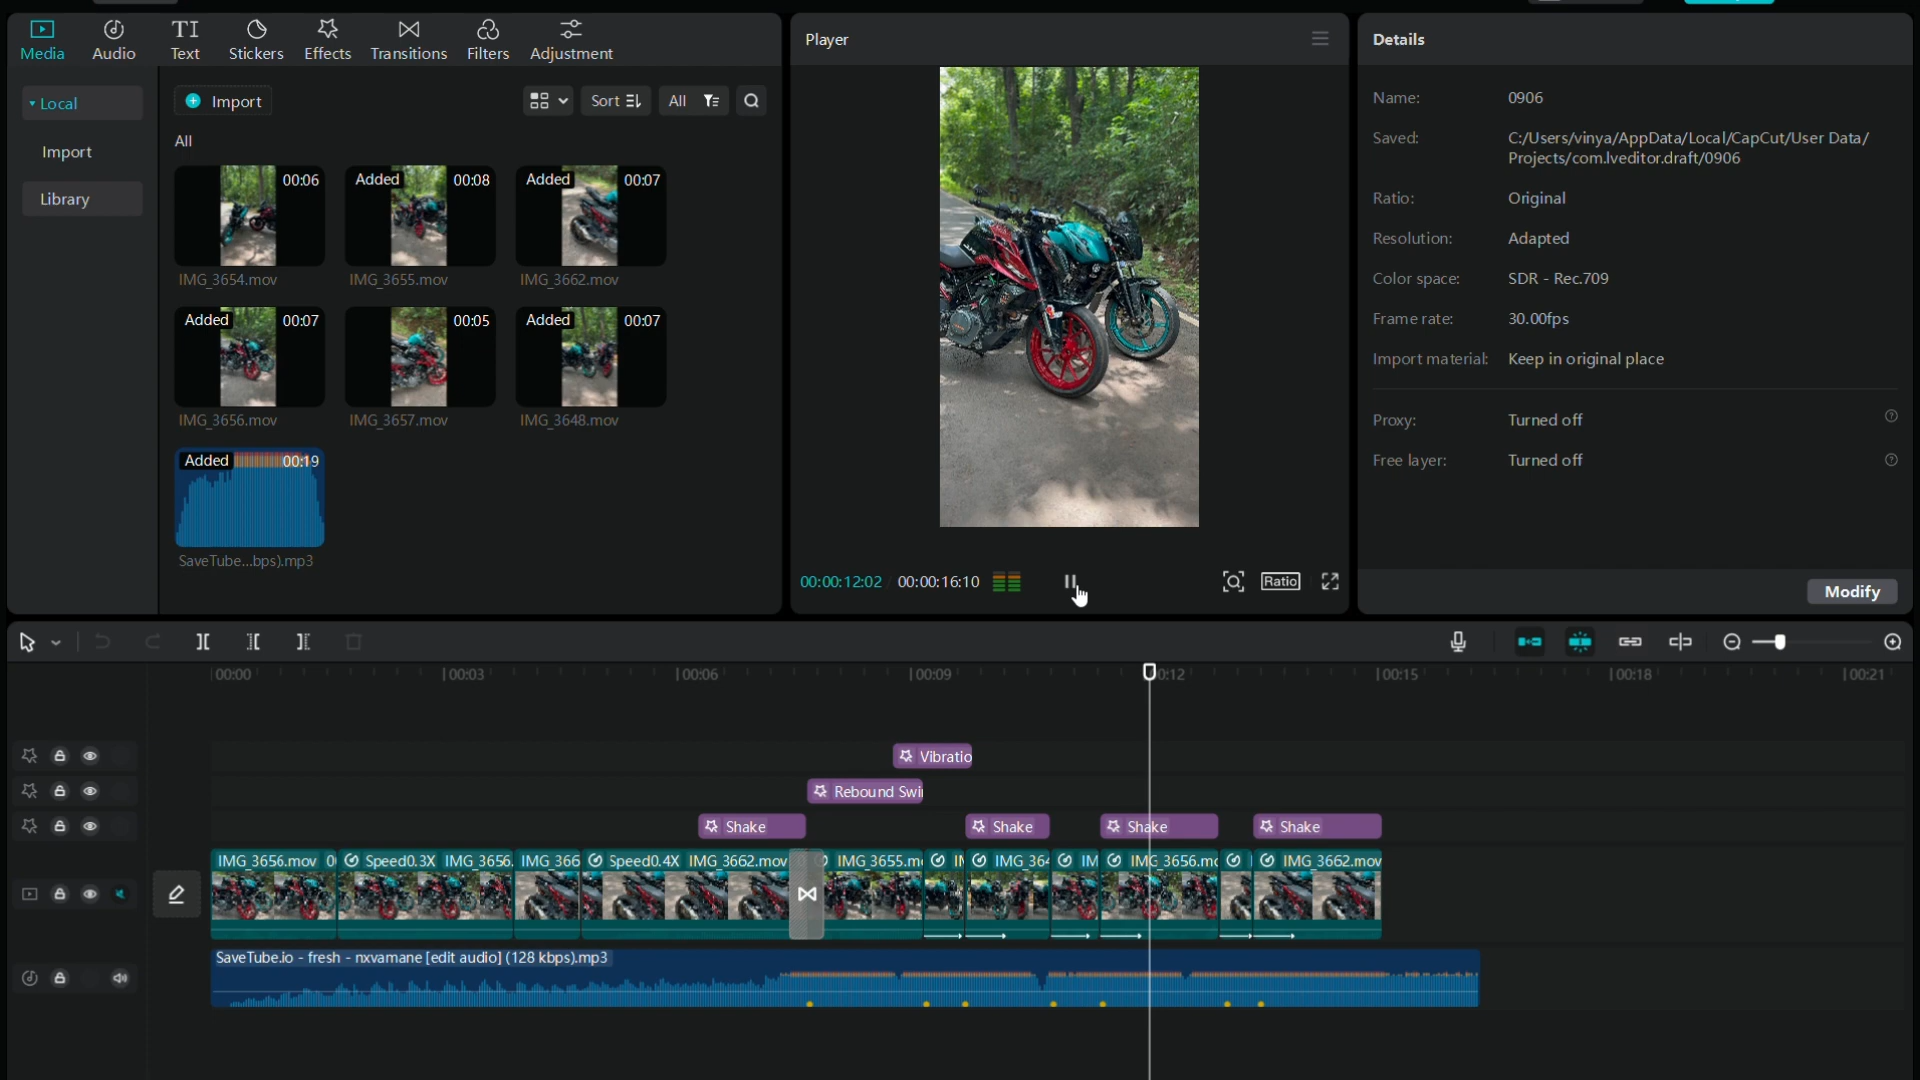 Media
Audio
Text
Stickers
Effects
Transitions
Filters
Adjustment
Local
Import
Library
Import
Sort
All
All
00:06
Added 00:08
Added 00:07
IMG_3654.mov
IMG_3655.mov
IMG_3662.mov
Added 00:07
00:05
Added 00:07
IMG_3656.mov
IMG_3657.mov
IMG_3648.mov
Added 00:19
SaveTube...bps).mp3
Player
00:00:12:02
00:00:16:10
Ratio
Details
Name: 0906
Saved: C:/Users/vinya/AppData/Local/CapCut/User Data/
Projects/com.lveditor.draft/0906
Ratio: Original
Resolution: Adapted
Color space: SDR - Rec.709
Frame rate: 30.00fps
Import material: Keep in original place
Proxy: Turned off
Free layer: Turned off
Modify
00:00
00:03
00:06
00:09
00:12
00:15
00:18
00:21
Vibratio
Rebound Swi
Shake
Shake
Shake
Shake
IMG_3656.mov
Speed0.3X IMG_3656.
IMG_366
Speed0.4X IMG_3662.mov
IMG_3655.m
IMG_364
IM
IMG_3656.mo
IMG_3662.mov
SaveTube.io - fresh - nxvamane [edit audio] (128 kbps).mp3